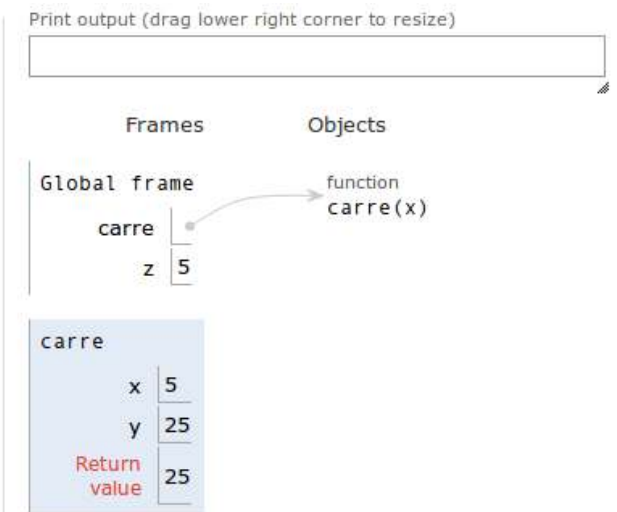 Print output (drag lower right corner to resize)
Frames Objects
Global frame
carre
z 5
function
carre(x)
carre
x 5
y 25
Return
value 25